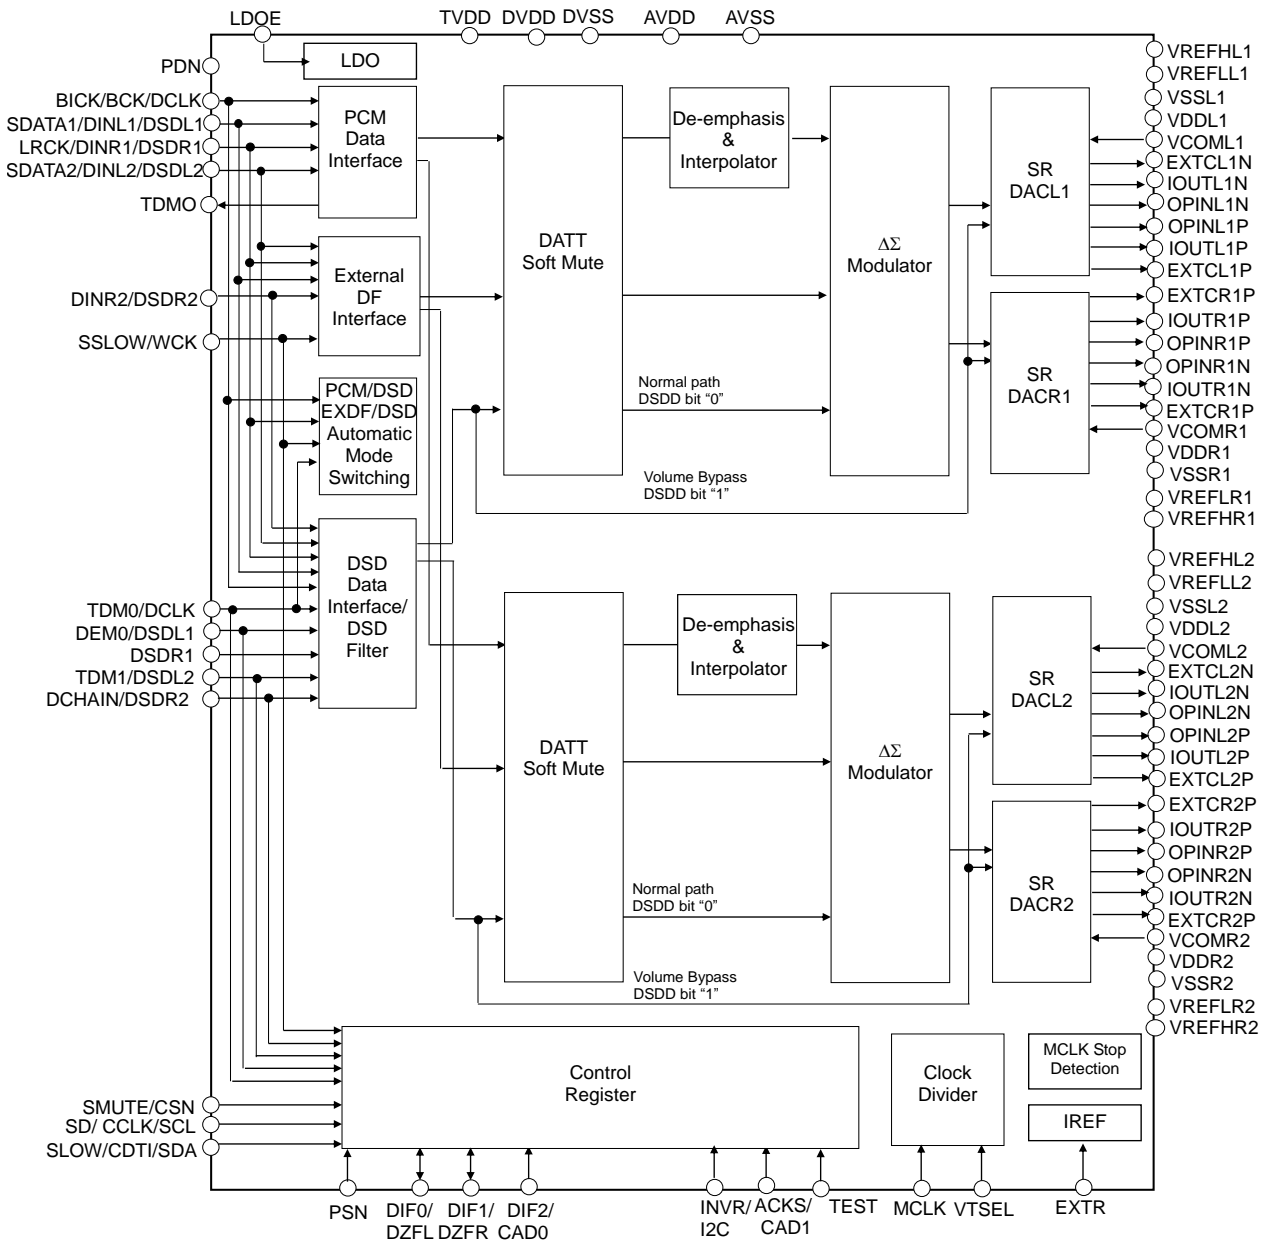 LDOE
TVDD
DVDD
DVSS
AVDD
AVSS
PDN
BICK/BCK/DCLK
SDATA1/DINL1/DSDL1
LRCK/DINR1/DSDR1
SDATA2/DINL2/DSDL2
TDMO
DINR2/DSDR2
SSLOW/WCK
TDM0/DCLK
DEM0/DSDL1
DSDR1
TDM1/DSDL2
DCHAIN/DSDR2
SMUTE/CSN
SD/ CCLK/SCL
SLOW/CDTI/SDA
LDO
PCM
Data
Interface
External
DF
Interface
PCM/DSD
EXDF/DSD
Automatic
Mode
Switching
DSD
Data
Interface/
DSD
Filter
DATT
Soft Mute
De-emphasis
&
Interpolator
ΔΣ
Modulator
Normal path
DSDD bit “0”
Volume Bypass
DSDD bit “1”
SR
DACL1
SR
DACR1
DATT
Soft Mute
De-emphasis
&
Interpolator
ΔΣ
Modulator
Normal path
DSDD bit “0”
Volume Bypass
DSDD bit “1”
SR
DACL2
SR
DACR2
Control
Register
Clock
Divider
MCLK Stop
Detection
IREF
VREFHL1
VREFLL1
VSSL1
VDDL1
VCOML1
EXTCL1N
IOUTL1N
OPINL1N
OPINL1P
IOUTL1P
EXTCL1P
EXTCR1P
IOUTR1P
OPINR1P
OPINR1N
IOUTR1N
EXTCR1P
VCOMR1
VDDR1
VSSR1
VREFLR1
VREFHR1
VREFHL2
VREFLL2
VSSL2
VDDL2
VCOML2
EXTCL2N
IOUTL2N
OPINL2N
OPINL2P
IOUTL2P
EXTCL2P
EXTCR2P
IOUTR2P
OPINR2P
OPINR2N
IOUTR2N
EXTCR2P
VCOMR2
VDDR2
VSSR2
VREFLR2
VREFHR2
PSN
DIF0/
DZFL
DIF1/
DZFR
DIF2/
CAD0
INVR/
I2C
ACKS/
CAD1
TEST
MCLK
VTSEL
EXTR